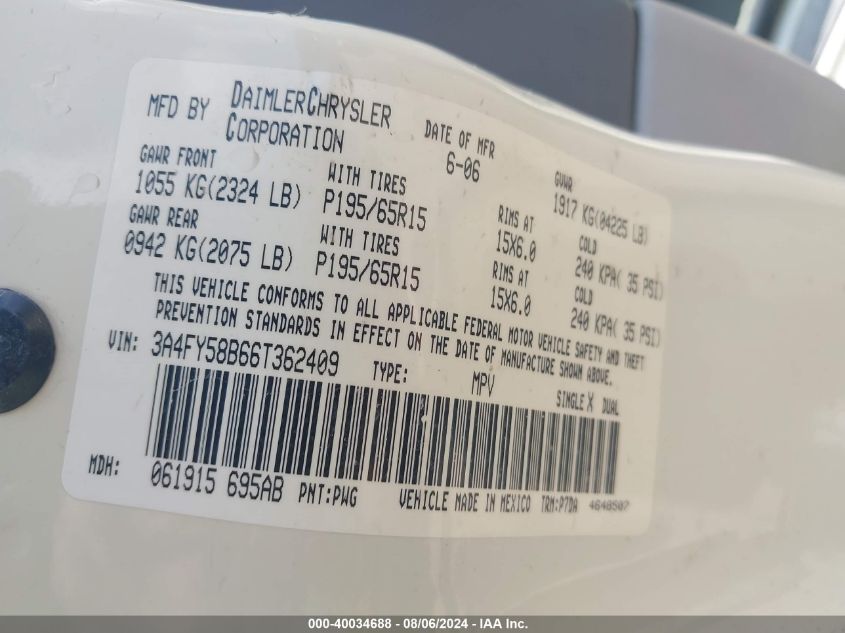 MFD BY DAIMLERCHRYSLER CORPORATION
DATE OF MFR 6-06
GVWR 1917 KG(04225 LB)
GAWR FRONT 1055 KG(2324 LB)
WITH TIRES P195/65R15
RIMS AT 15X6.0
COLD 240 KPA( 35 PSI)
GAWR REAR 0942 KG(2075 LB)
WITH TIRES P195/65R15
RIMS AT 15X6.0
COLD 240 KPA( 35 PSI)
THIS VEHICLE CONFORMS TO ALL APPLICABLE FEDERAL MOTOR VEHICLE SAFETY AND THEFT
PREVENTION STANDARDS IN EFFECT ON THE DATE OF MANUFACTURE SHOWN ABOVE.
VIN: 3A4FY58B66T362409 TYPE: MPV SINGLE X DUAL
MDH: 061915 695AB PNT:PWG VEHICLE MADE IN MEXICO TRM:P7DA 4648507
000-40034688 - 08/06/2024 - IAA Inc.